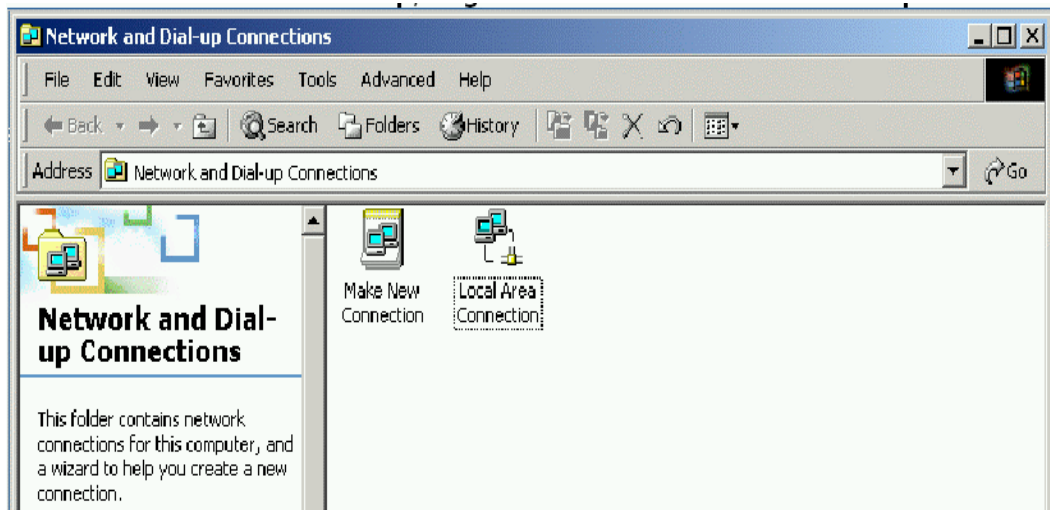 Network and Dial-up Connections
File Edit View Favorites Tools Advanced Help
Back Search Folders History
Address Network and Dial-up Connections Go
Make New Connection
Local Area Connection
Network and Dial-
up Connections
This folder contains network
connections for this computer, and
a wizard to help you create a new
connection.